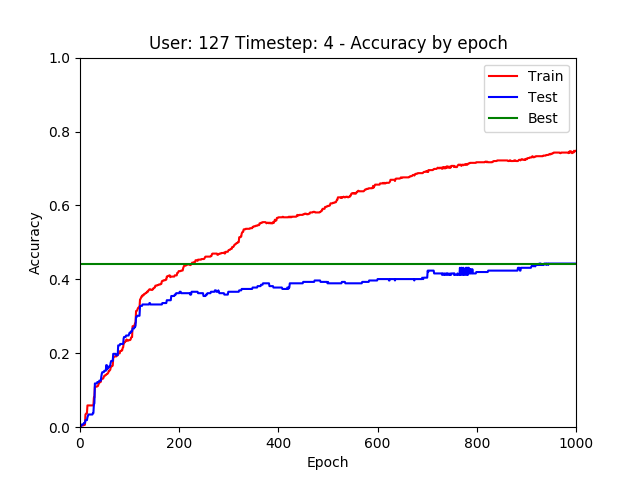 User: 127 Timestep: 4 - Accuracy by epoch
Train
Test
Best
1.0
0.8
0.6
0.4
0.2
0.0
Accuracy
0 200 400 600 800 1000
Epoch